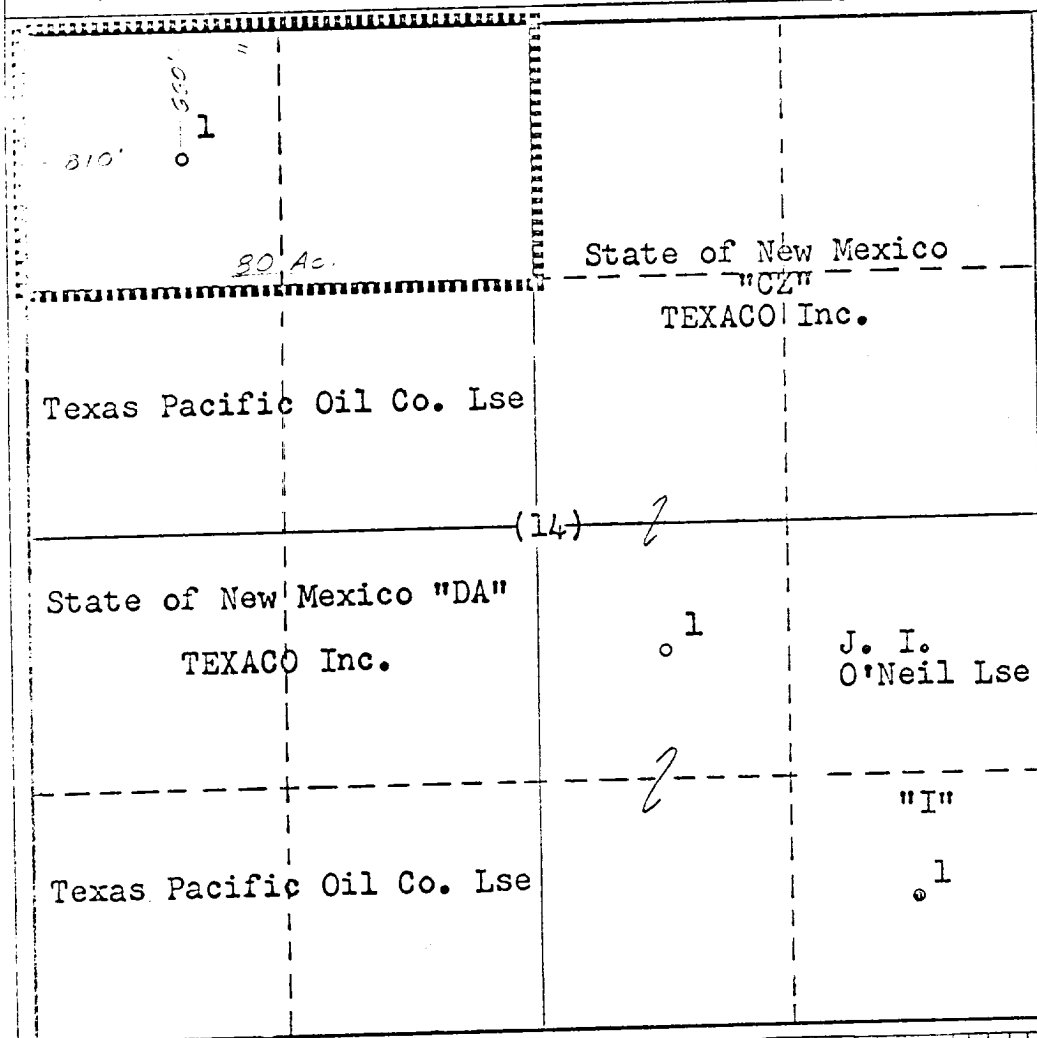 660'
1
810'
80 Ac.
State of New Mexico
"CZ"
TEXACO Inc.
Texas Pacific Oil Co. Lse
(14)
State of New Mexico "DA"
TEXACO Inc.
1
J. I.
O'Neil Lse
"I"
1
Texas Pacific Oil Co. Lse